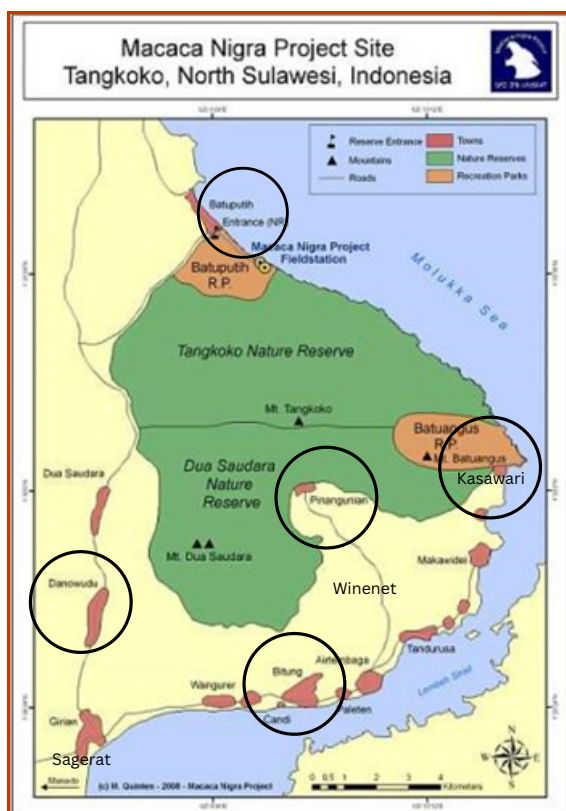 Macaca Nigra Project Site
Tangkoko, North Sulawesi, Indonesia
Reserve Entrance
Mountains
Roads
Towns
Nature Reserves
Recreation Parks
Batuputih
Entrance (NR)
Macaca Nigra Project
Fieldstation
Batuputih
R.P.
Molukka Sea
Tangkoko Nature Reserve
Mt. Tangkoko
Batuangus
R.P.
Mt. Batuangus
Kasawari
Dua Saudara
Nature
Reserve
Dua Saudara
Pinangunian
Mt. Dua Saudara
Makawidei
Danowudu
Winenet
Tandurusa
Airtembaga
Bitung
Wangurer
Paleten
Candi
Lembeh Strait
Girian
Sagerat
Manado
(c) M. Quinten - 2008 - Macaca Nigra Project
0 0.5 1 2 3 4
Kilometers